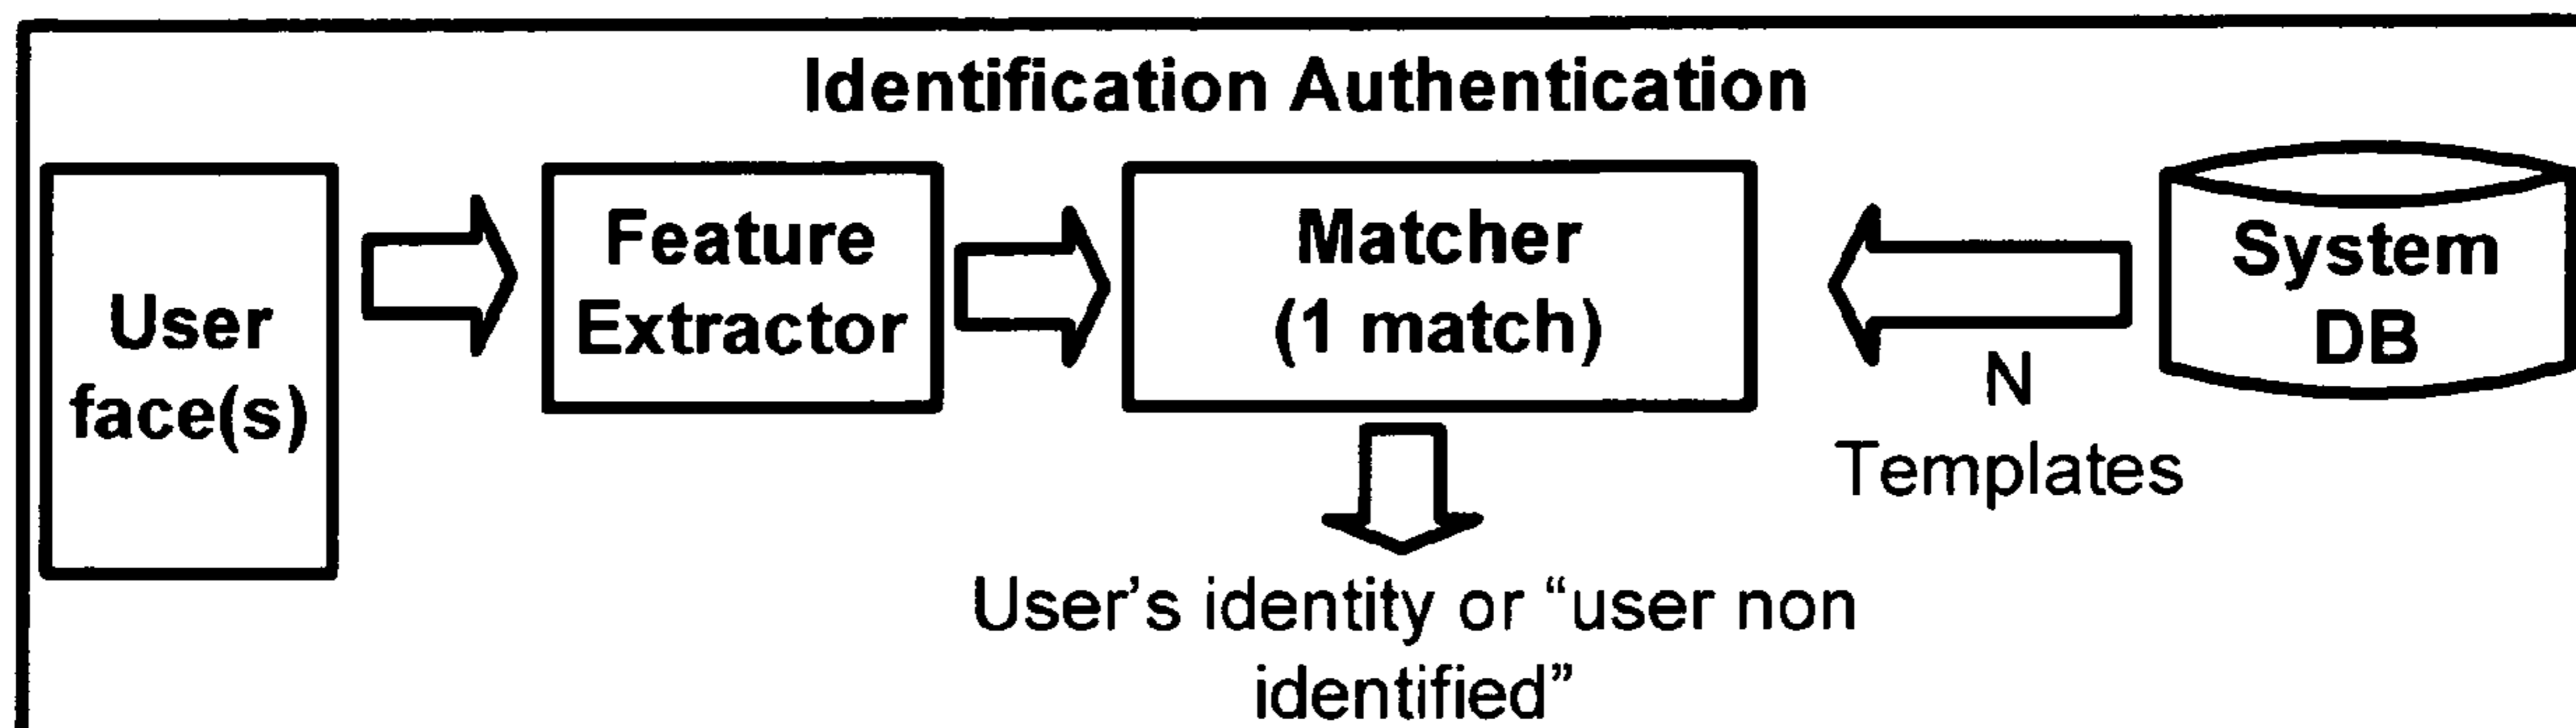 Identification Authentication
User
face(s)
Feature
Extractor
Matcher
(1 match)
System
DB
N
Templates
User’s identity or “user non
identified”